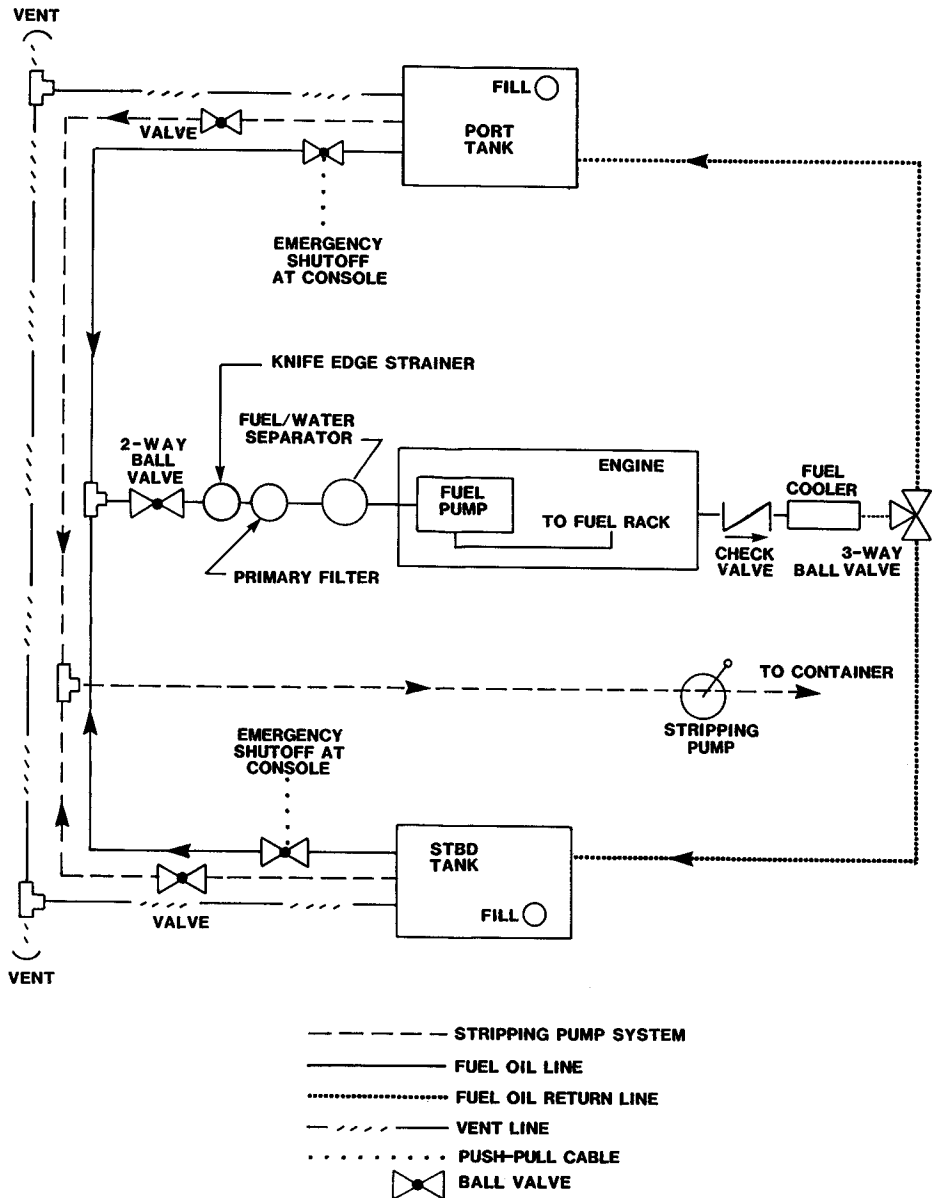 VENT
FILL
PORT
TANK
VALVE
EMERGENCY
SHUTOFF
AT CONSOLE
KNIFE EDGE STRAINER
FUEL/WATER
SEPARATOR
2-WAY
BALL
VALVE
ENGINE
FUEL
PUMP
TO FUEL RACK
FUEL
COOLER
PRIMARY FILTER
CHECK
VALVE
3-WAY
BALL VALVE
TO CONTAINER
STRIPPING
PUMP
EMERGENCY
SHUTOFF AT
CONSOLE
STBD
TANK
FILL
VALVE
VENT
STRIPPING PUMP SYSTEM
FUEL OIL LINE
FUEL OIL RETURN LINE
VENT LINE
PUSH-PULL CABLE
BALL VALVE